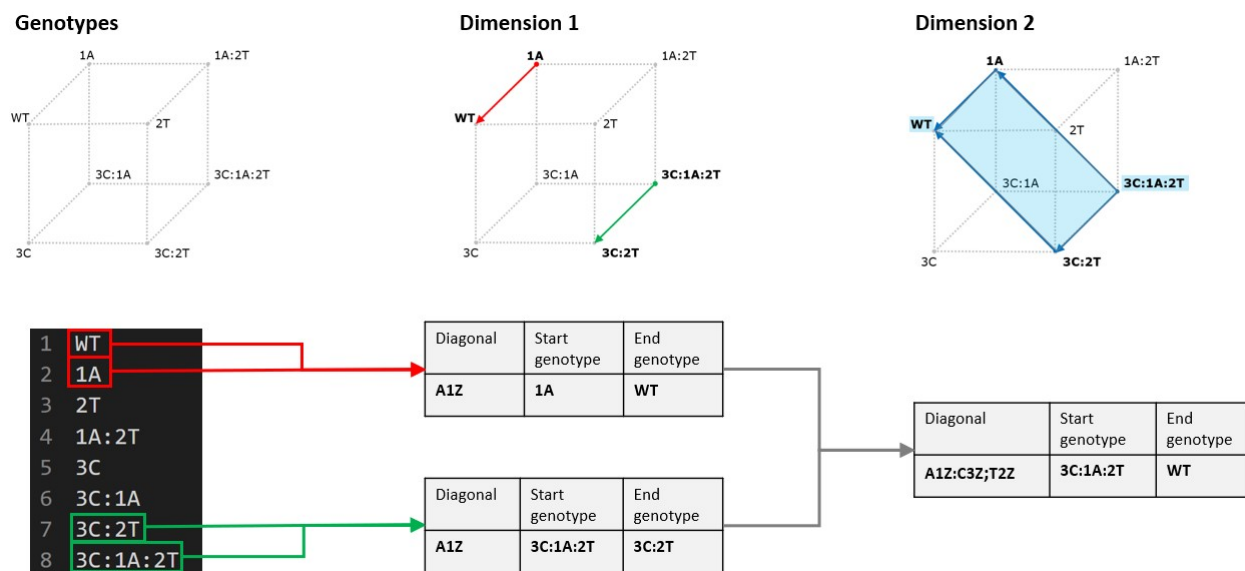 Genotypes
1A
1A:2T
WT
2T
3C:1A
3C:1A:2T
3C
3C:2T
Dimension 1
1A
1A:2T
WT
2T
3C:1A
3C:1A:2T
3C
3C:2T
Dimension 2
1A
1A:2T
WT
2T
3C:1A
3C:1A:2T
3C
3C:2T
1 WT
2 1A
3 2T
4 1A:2T
5 3C
6 3C:1A
7 3C:2T
8 3C:1A:2T
Diagonal
Start
genotype
End
genotype
A1Z
1A
WT
Diagonal
Start
genotype
End
genotype
A1Z
3C:1A:2T
3C:2T
Diagonal
Start
genotype
End
genotype
A1Z:C3Z;T2Z
3C:1A:2T
WT